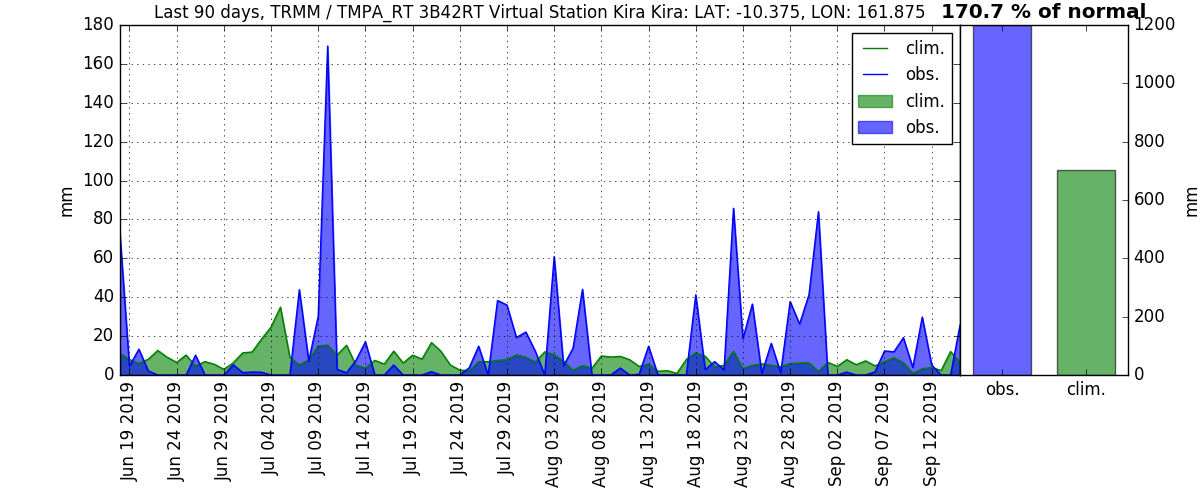 Last 90 days, TRMM / TMPA_RT 3B42RT Virtual Station Kira Kira: LAT: -10.375, LON: 161.875 170.7 % of normal
180
160
140
120
100
80
60
40
20
0
mm
clim.
obs.
clim.
obs.
1200
1000
800
600
400
200
0
mm
Jun 19 2019
Jun 24 2019
Jun 29 2019
Jul 04 2019
Jul 09 2019
Jul 14 2019
Jul 19 2019
Jul 24 2019
Jul 29 2019
Aug 03 2019
Aug 08 2019
Aug 13 2019
Aug 18 2019
Aug 23 2019
Aug 28 2019
Sep 02 2019
Sep 07 2019
Sep 12 2019
obs.
clim.